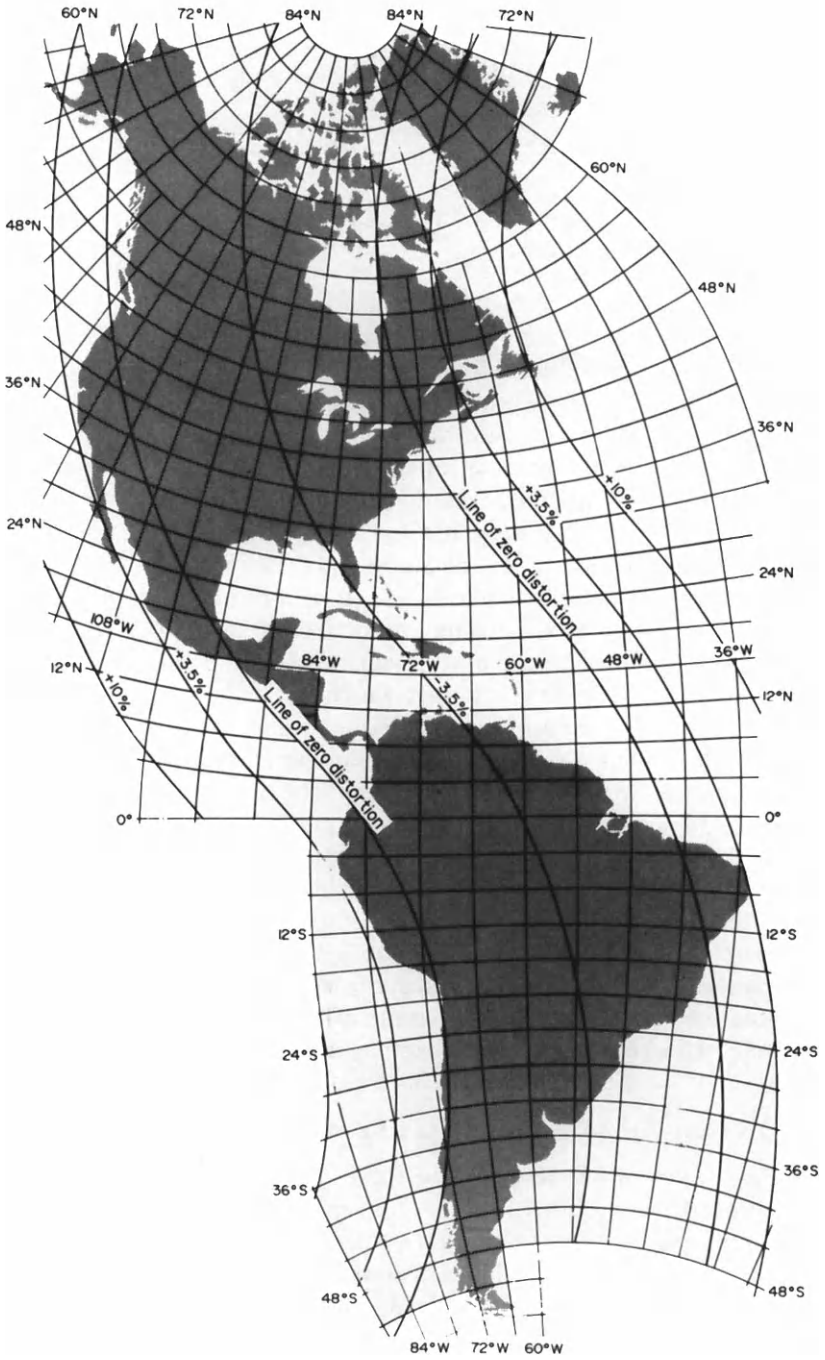 60°N
72°N
84°N
84°N
72°N
60°N
48°N
48°N
36°N
36°N
24°N
24°N
+3.5%
+10%
Line of zero distortion
108°W
84°W
72°W
60°W
48°W
36°W
12°N
12°N
+10%
+3.5%
-3.5%
Line of zero distortion
0°
0°
12°S
12°S
24°S
24°S
36°S
36°S
48°S
48°S
84°W
72°W
60°W